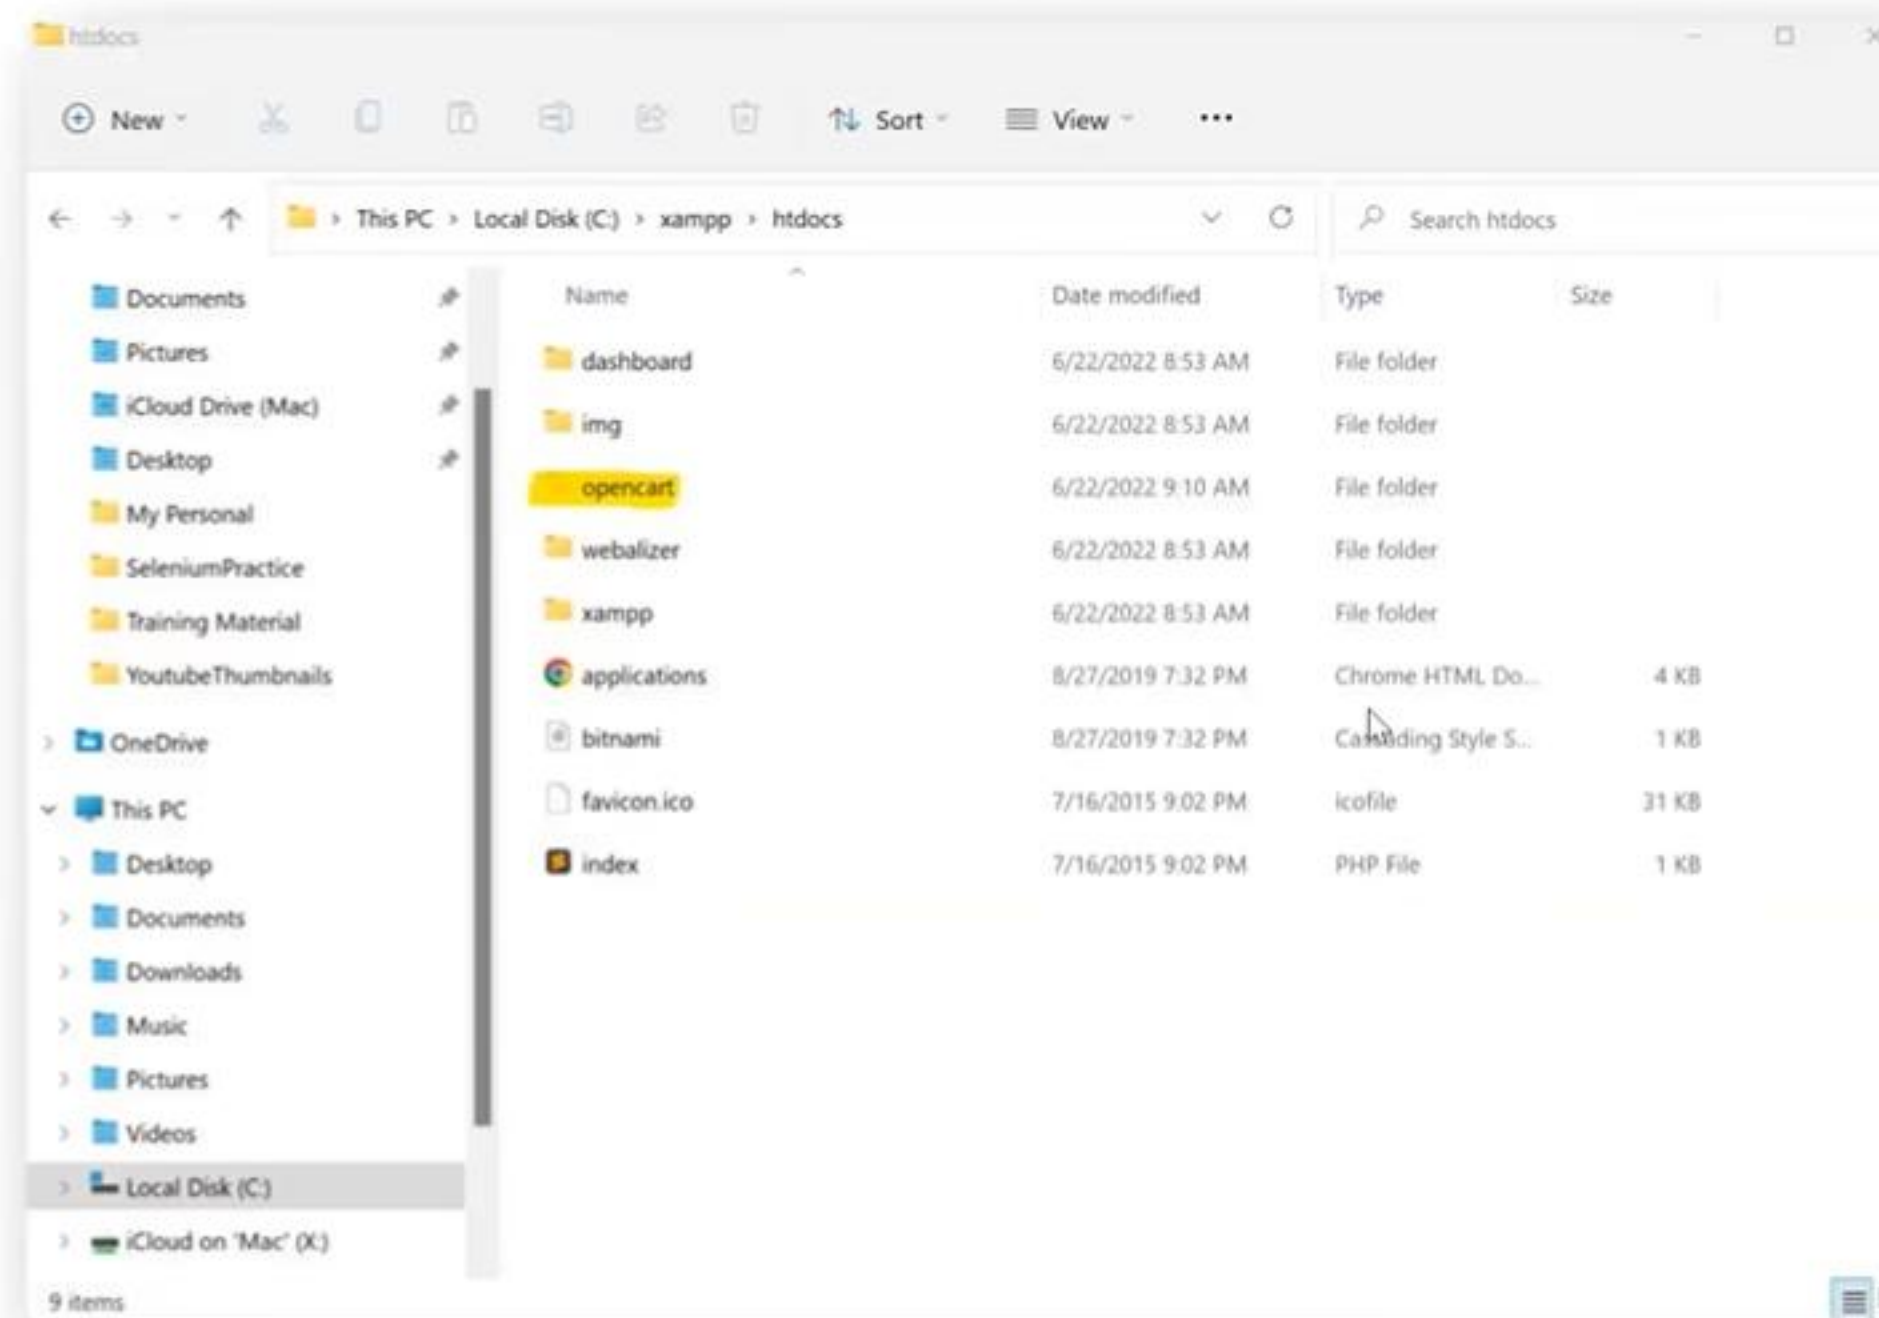 htdocs
New Sort View
This PC > Local Disk (C:) > xampp > htdocs Search htdocs
Documents
Pictures
iCloud Drive (Mac)
Desktop
My Personal
SeleniumPractice
Training Material
YoutubeThumbnails
OneDrive
This PC
Desktop
Documents
Downloads
Music
Pictures
Videos
Local Disk (C:)
iCloud on 'Mac' (X:)
Name Date modified Type Size
dashboard 6/22/2022 8:53 AM File folder
img 6/22/2022 8:53 AM File folder
opencart 6/22/2022 9:10 AM File folder
webalizer 6/22/2022 8:53 AM File folder
xampp 6/22/2022 8:53 AM File folder
applications 8/27/2019 7:32 PM Chrome HTML Do... 4 KB
bitnami 8/27/2019 7:32 PM Cascading Style S... 1 KB
favicon.ico 7/16/2015 9:02 PM icofile 31 KB
index 7/16/2015 9:02 PM PHP File 1 KB
9 items